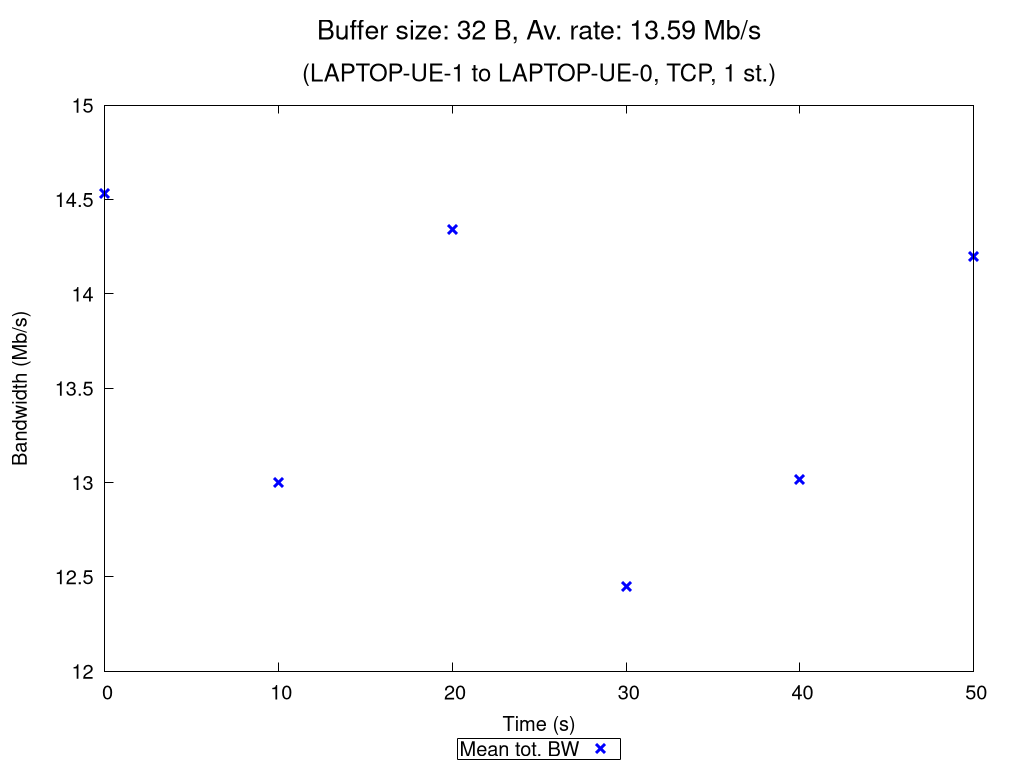 Buffer size: 32 B, Av. rate: 13.59 Mb/s
(LAPTOP-UE-1 to LAPTOP-UE-0, TCP, 1 st.)
15
14.5
14
13.5
13
12.5
12
Bandwidth (Mb/s)
0 10 20 30 40 50
Time (s)
Mean tot. BW